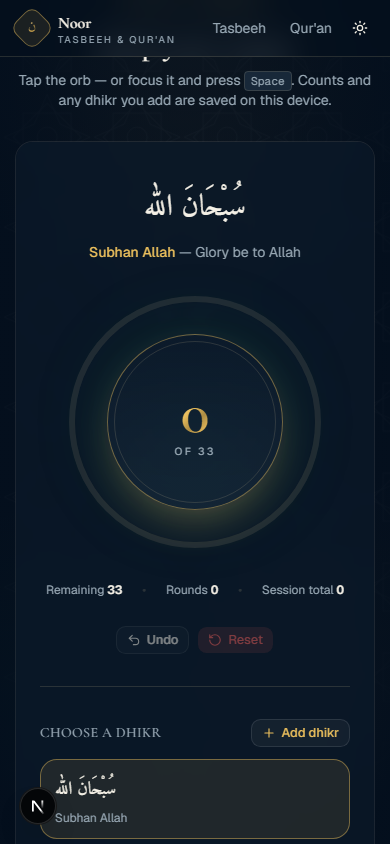 ن
Noor
TASBEEH & QUR'AN
Tasbeeh
Qur'an
Tap the orb — or focus it and press Space. Counts and
any dhikr you add are saved on this device.
سُبْحَانَ اللّٰه
Subhan Allah — Glory be to Allah
0
OF 33
Remaining 33 · Rounds 0 · Session total 0
Undo
Reset
CHOOSE A DHIKR
+ Add dhikr
سُبْحَانَ اللّٰه
Subhan Allah
N